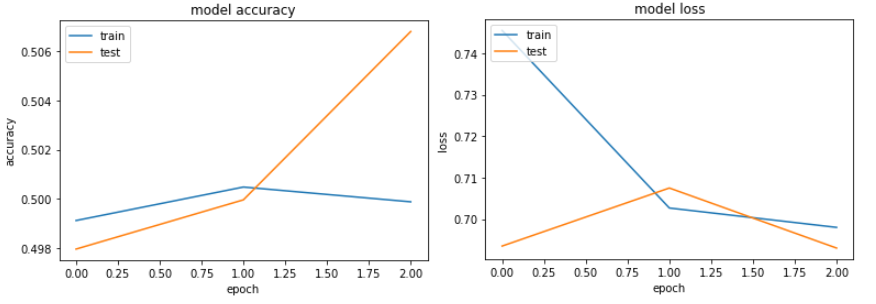 model accuracy
train
test
0.506
0.504
0.502
0.500
0.498
accuracy
0.00 0.25 0.50 0.75 1.00 1.25 1.50 1.75 2.00
epoch
model loss
train
test
0.74
0.73
0.72
0.71
0.70
loss
0.00 0.25 0.50 0.75 1.00 1.25 1.50 1.75 2.00
epoch